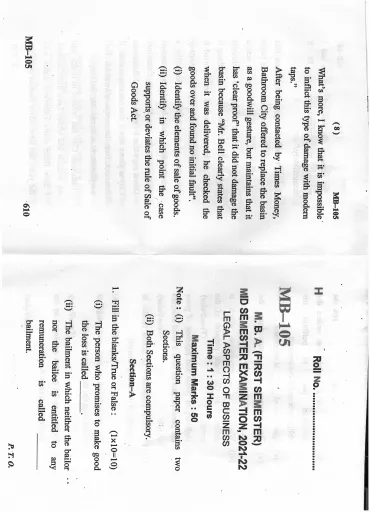 ( 8 ) MB–105
What's more, I know that it is impossible
to inflict this type of damage with modern
taps."
After being contacted by Times Money,
Bathroom City offered to replace the basin
as a goodwill gesture, but maintains that it
has 'clear proof' that it did not damage the
basin because "Mr. Bell clearly states that
when it was delivered, he checked the
goods over and found no initial fault".
(i) Identify the elements of sale of goods.
(ii) Identify in which point the case
supports or deviates the rule of Sale of
Goods Act.
MB–105 610
H Roll No. ................................
MB–105
M. B. A. (FIRST SEMESTER)
MID SEMESTER EXAMINATION, 2021-22
LEGAL ASPECTS OF BUSINESS
Time : 1 : 30 Hours
Maximum Marks : 50
Note : (i) This question paper contains two
Sections.
(ii) Both Sections are compulsory.
Section–A
1. Fill in the blanks/True or False : (1×10=10)
(i) The person who promises to make good
the loss is called ________.
(ii) The bailment in which neither the bailor
nor the bailee is entitled to any
remuneration is called ________
bailment.
P. T. O.